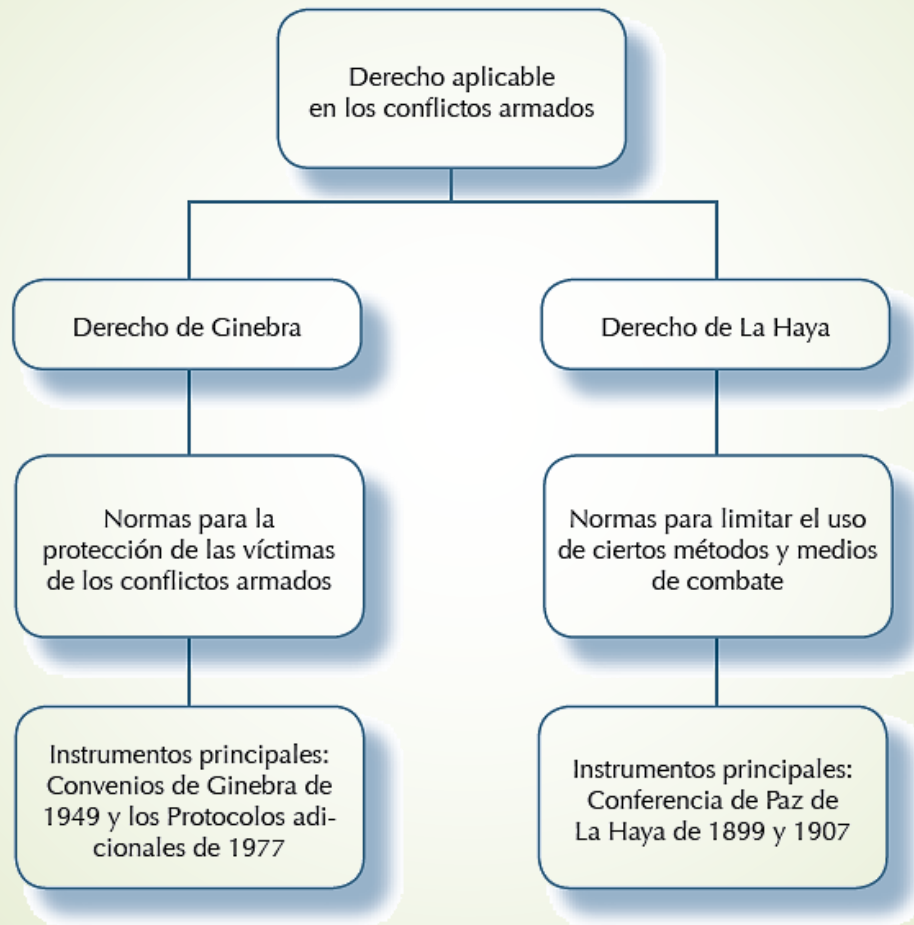 Derecho aplicable
en los conflictos armados
Derecho de Ginebra
Derecho de La Haya
Normas para la
protección de las víctimas
de los conflictos armados
Normas para limitar el uso
de ciertos métodos y medios
de combate
Instrumentos principales:
Convenios de Ginebra de
1949 y los Protocolos adi-
cionales de 1977
Instrumentos principales:
Conferencia de Paz de
La Haya de 1899 y 1907